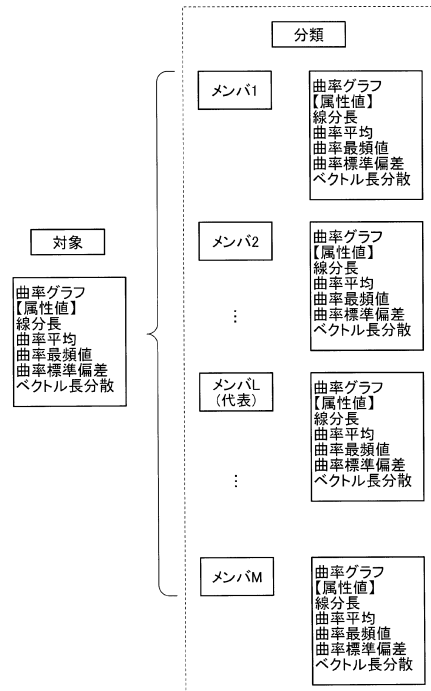 分類
メンバ1
曲率グラフ
【属性値】
線分長
曲率平均
曲率最頻値
曲率標準偏差
ベクトル長分散
対象
曲率グラフ
【属性値】
線分長
曲率平均
曲率最頻値
曲率標準偏差
ベクトル長分散
メンバ2
曲率グラフ
【属性値】
線分長
曲率平均
曲率最頻値
曲率標準偏差
ベクトル長分散
⋮
メンバL
(代表)
曲率グラフ
【属性値】
線分長
曲率平均
曲率最頻値
曲率標準偏差
ベクトル長分散
⋮
メンバM
曲率グラフ
【属性値】
線分長
曲率平均
曲率最頻値
曲率標準偏差
ベクトル長分散